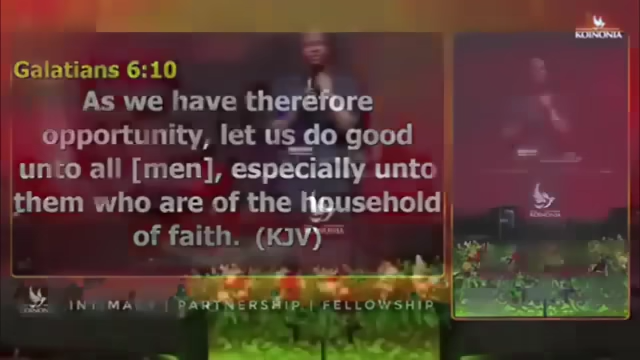 KOINONIA
Galatians 6:10
As we have therefore
opportunity, let us do good
unto all [men], especially unto
them who are of the household
of faith. (KJV)
KOINONIA
PARTNERSHIP | FELLOWSHIP